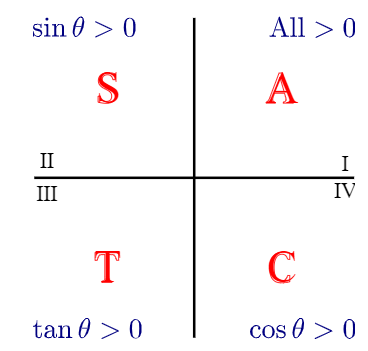 sin θ > 0
All > 0
S
A
II
I
III
IV
T
C
tan θ > 0
cos θ > 0